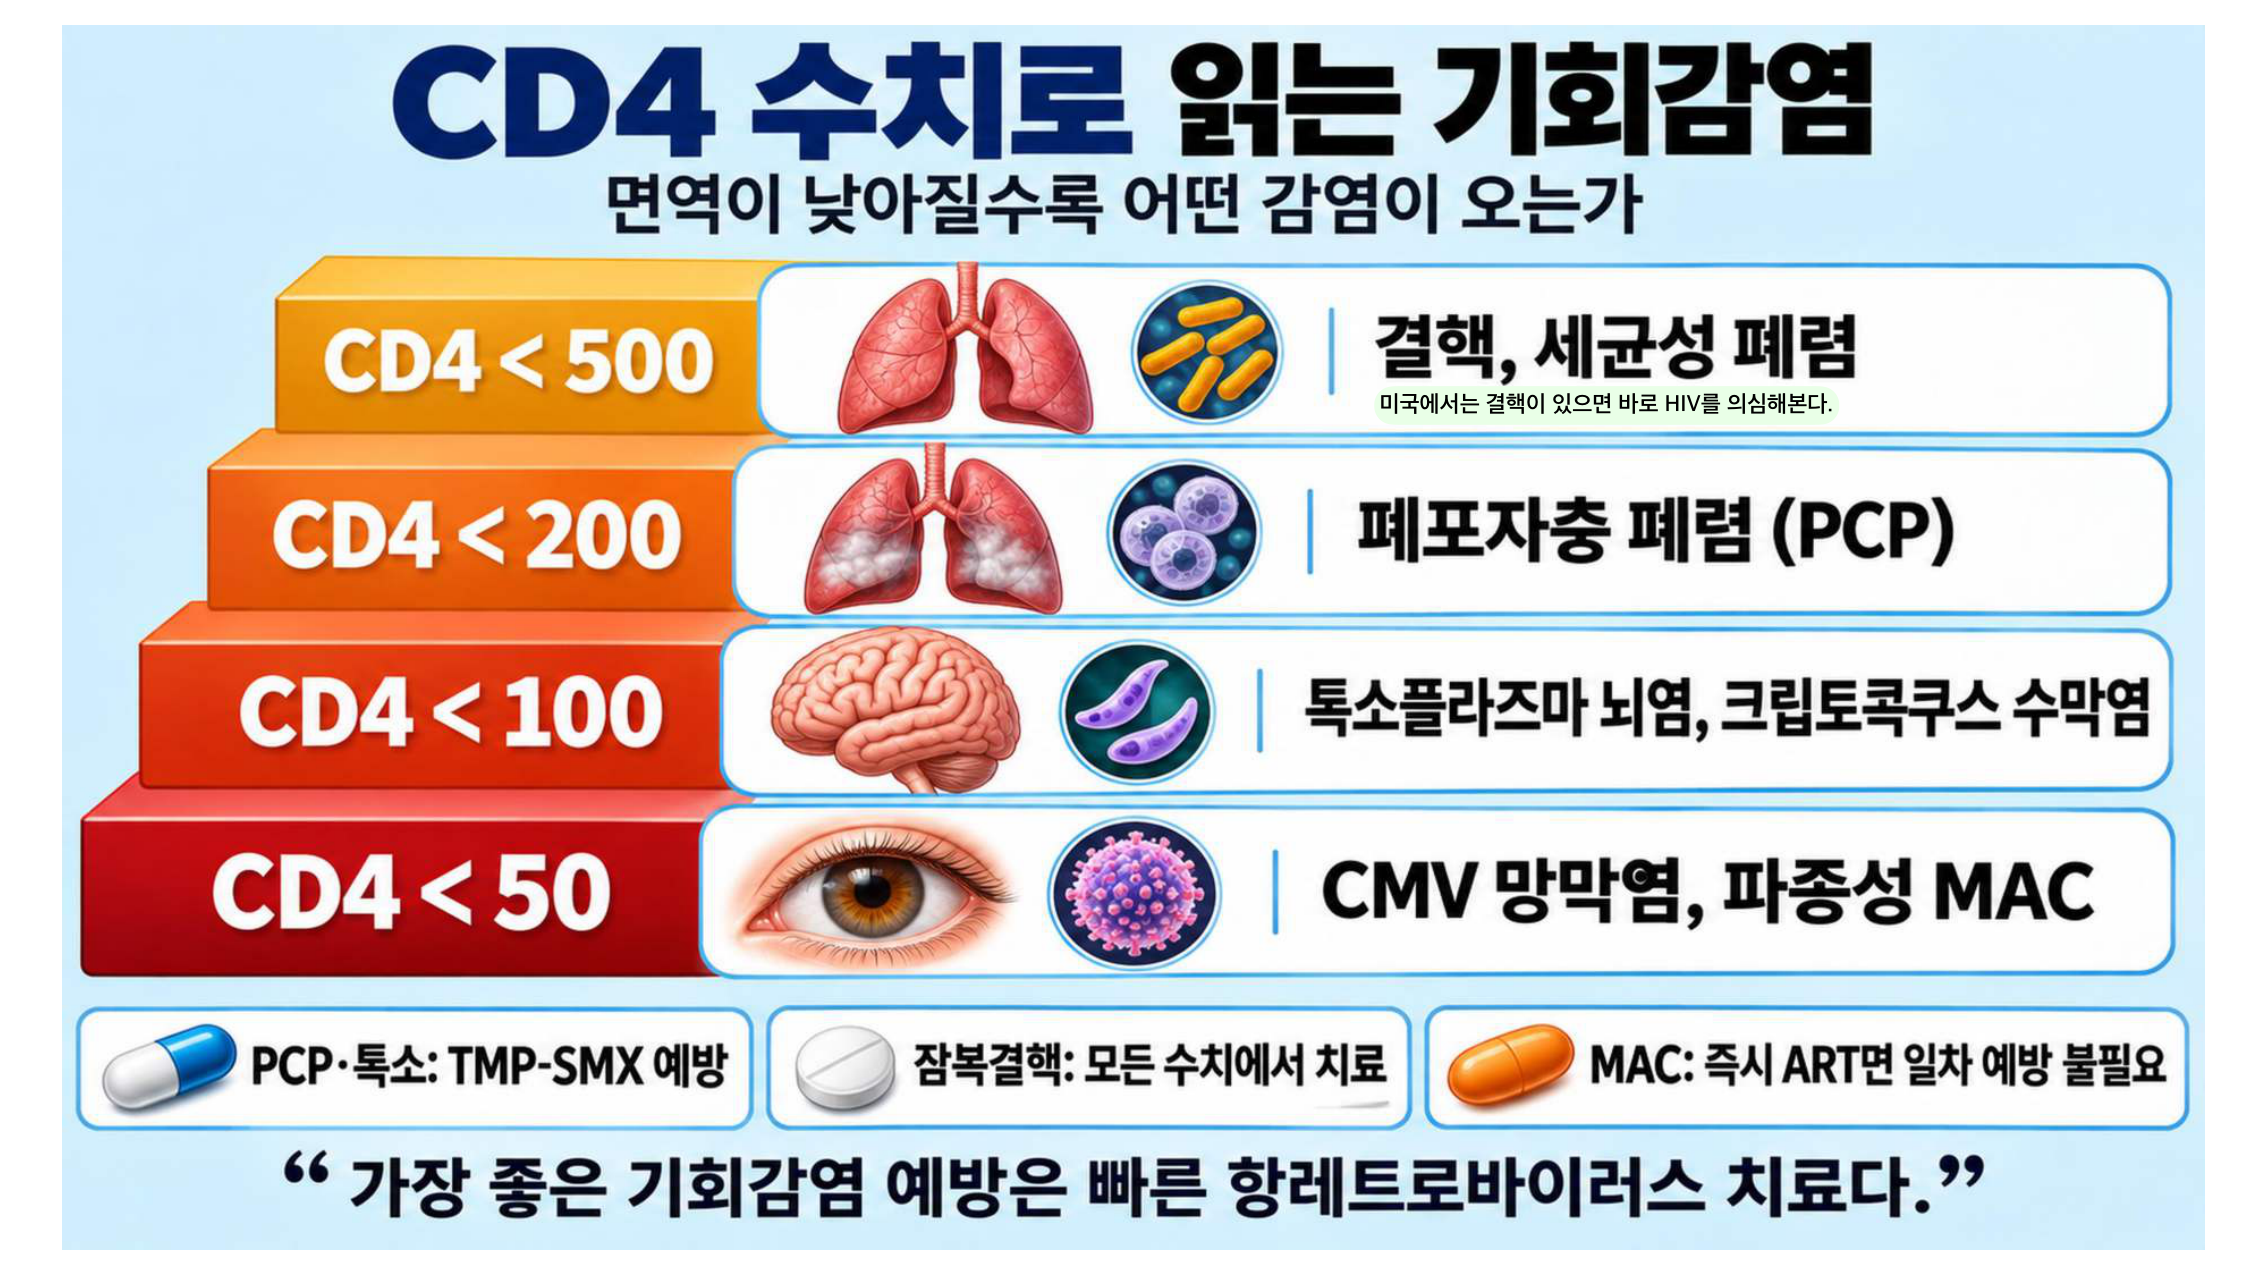 CD4 수치로 읽는 기회감염
면역이 낮아질수록 어떤 감염이 오는가
CD4 < 500
결핵, 세균성 폐렴
미국에서는 결핵이 있으면 바로 HIV를 의심해본다.
CD4 < 200
폐포자충 폐렴 (PCP)
CD4 < 100
톡소플라즈마 뇌염, 크립토콕쿠스 수막염
CD4 < 50
CMV 망막염, 파종성 MAC
PCP·톡소: TMP-SMX 예방
잠복결핵: 모든 수치에서 치료
MAC: 즉시 ART면 일차 예방 불필요
“ 가장 좋은 기회감염 예방은 빠른 항레트로바이러스 치료다.”